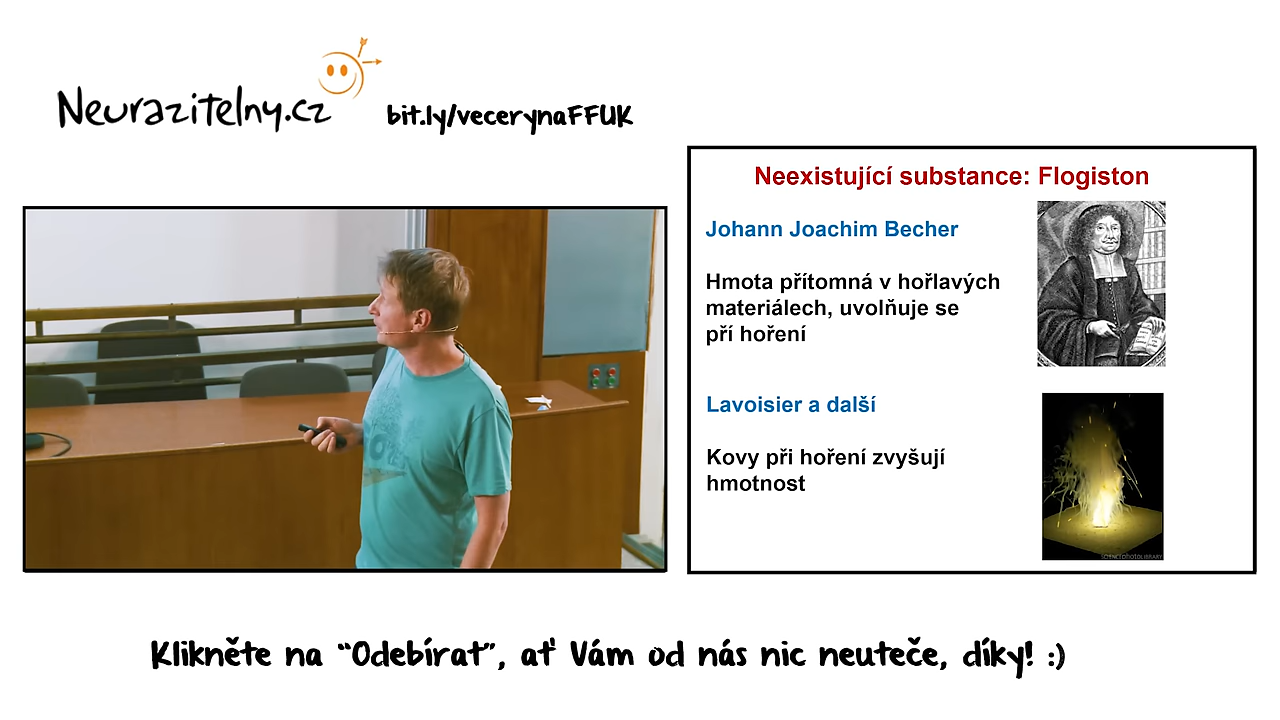 Neurazitelny.cz
bit.ly/vecerynaFFUK
Neexistující substance: Flogiston
Johann Joachim Becher
Hmota přítomná v hořlavých
materiálech, uvolňuje se
pří hoření
Lavoisier a další
Kovy při hoření zvyšují
hmotnost
SCIENCEPHOTOLIBRARY
Klikněte na “Odebírat”, ať Vám od nás nic neuteče, díky! :)